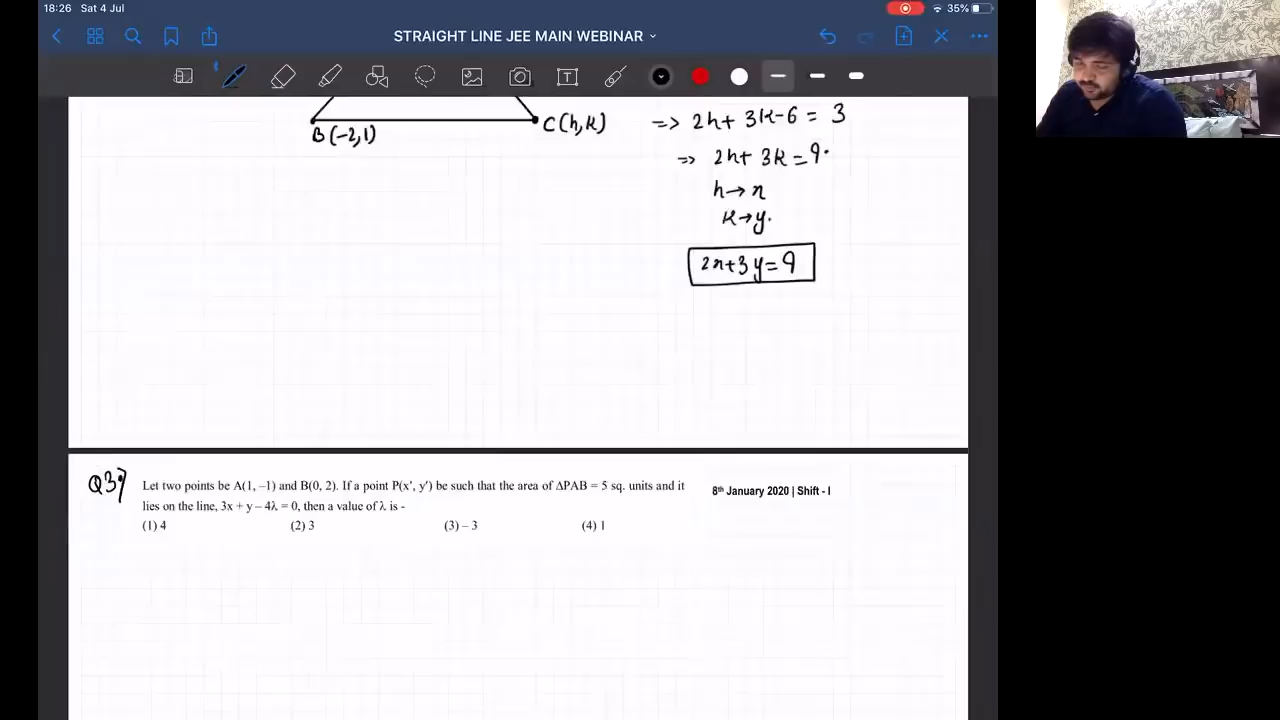 18:26 Sat 4 Jul
35%
STRAIGHT LINE JEE MAIN WEBINAR
B(-2,1)
C(h,k)
=> 2h+ 3k-6 = 3
=> 2h+ 3k = 9.
h→x
k→y.
2x+3y=9
Q3)
Let two points be A(1, –1) and B(0, 2). If a point P(x′, y′) be such that the area of ΔPAB = 5 sq. units and it
lies on the line, 3x + y – 4λ = 0, then a value of λ is -
(1) 4 (2) 3 (3) – 3 (4) 1
8th January 2020 | Shift - I